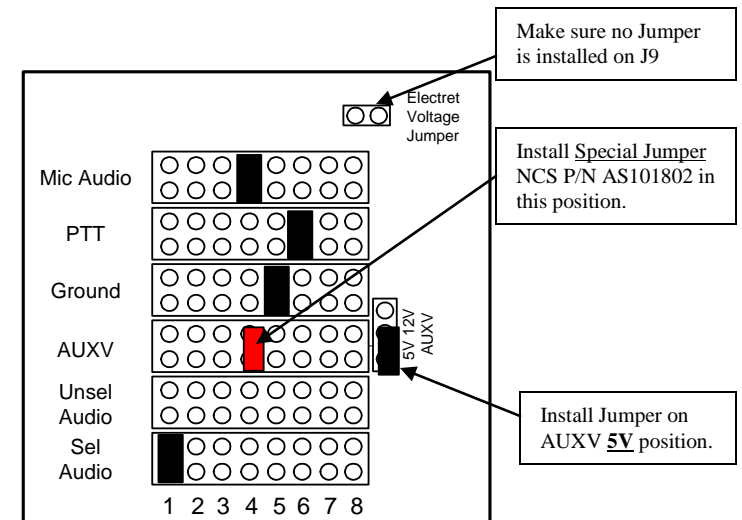 Make sure no Jumper
is installed on J9
Electret
Voltage
Jumper
Install Special Jumper
NCS P/N AS101802 in
this position.
Mic Audio
PTT
Ground
AUXV
5V 12V
AUXV
Unsel
Audio
Sel
Audio
Install Jumper on
AUXV 5V position.
1 2 3 4 5 6 7 8